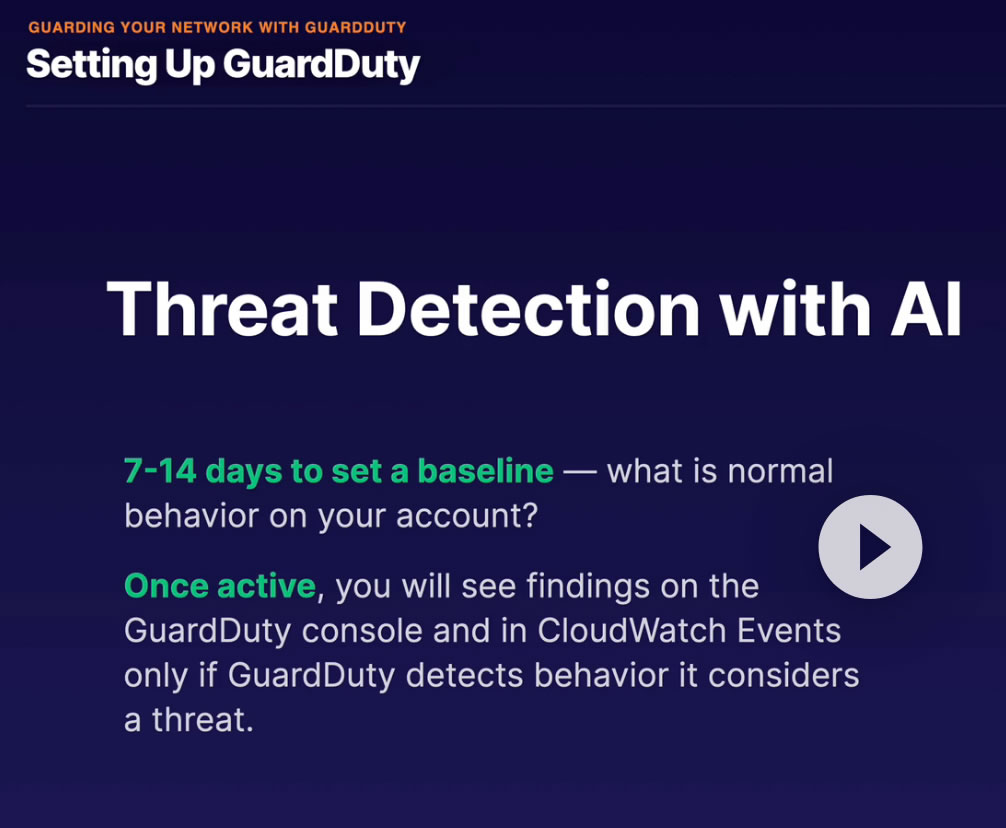 GUARDING YOUR NETWORK WITH GUARDDUTY
Setting Up GuardDuty
Threat Detection with AI
7-14 days to set a baseline — what is normal
behavior on your account?
Once active, you will see findings on the
GuardDuty console and in CloudWatch Events
only if GuardDuty detects behavior it considers
a threat.